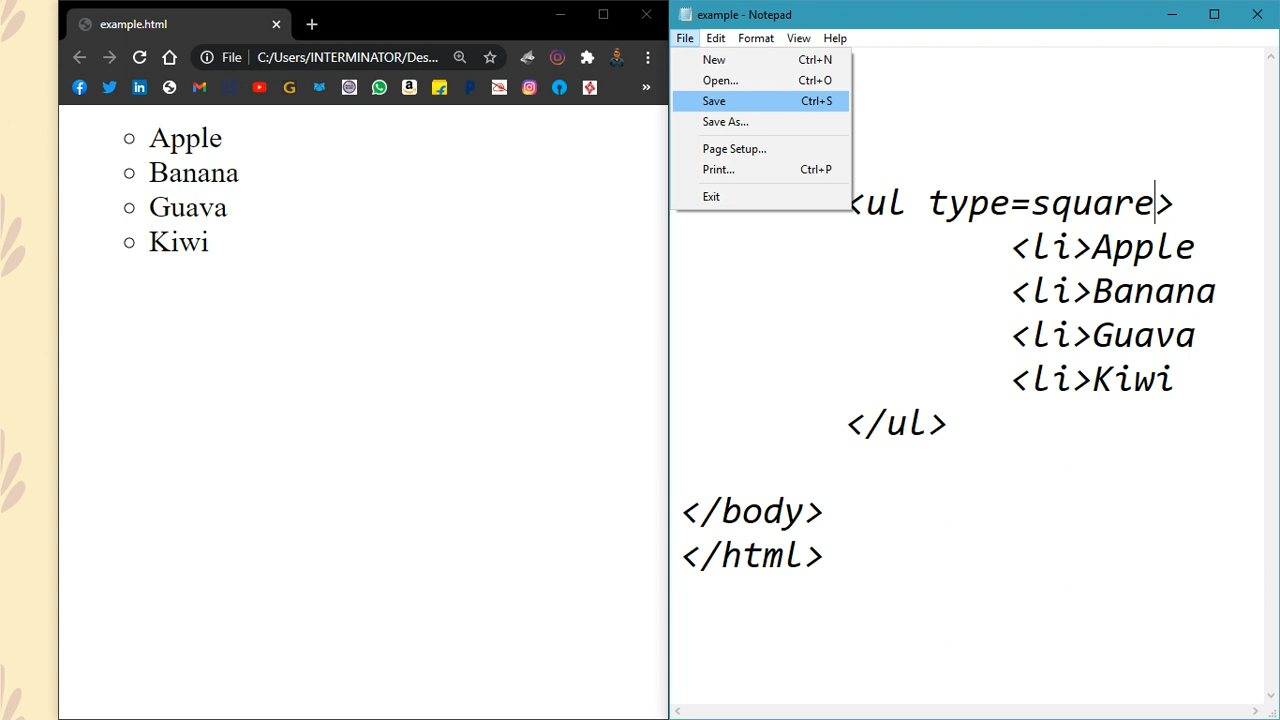 example.html
File C:/Users/INTERMINATOR/Des...
Apple
Banana
Guava
Kiwi
example - Notepad
File Edit Format View Help
New Ctrl+N
Open... Ctrl+O
Save Ctrl+S
Save As...
Page Setup...
Print... Ctrl+P
Exit
<ul type=square>
<li>Apple
<li>Banana
<li>Guava
<li>Kiwi
</ul>
</body>
</html>